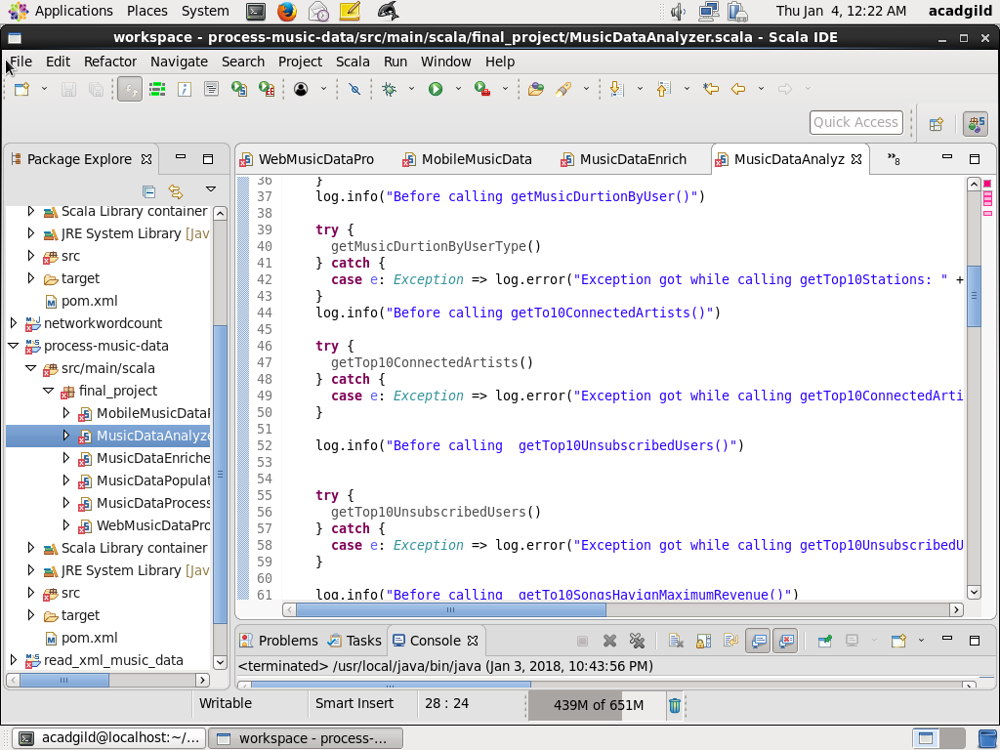 Applications Places System Thu Jan 4, 12:22 AM acadgild
workspace - process-music-data/src/main/scala/final_project/MusicDataAnalyzer.scala - Scala IDE
File Edit Refactor Navigate Search Project Scala Run Window Help
Quick Access
Package Explore
Scala Library container
JRE System Library [Jav
src
target
pom.xml
networkwordcount
process-music-data
src/main/scala
final_project
MobileMusicDataI
MusicDataAnalyze
MusicDataEnriche
MusicDataPopulat
MusicDataProcess
WebMusicDataPro
Scala Library container
JRE System Library [Jav
src
target
pom.xml
read_xml_music_data
WebMusicDataPro MobileMusicData MusicDataEnrich MusicDataAnalyz »8
36 }
37 log.info("Before calling getMusicDurtionByUser()")
38
39 try {
40 getMusicDurtionByUserType()
41 } catch {
42 case e: Exception => log.error("Exception got while calling getTop10Stations: " +
43 }
44 log.info("Before calling getTo10ConnectedArtists()")
45
46 try {
47 getTop10ConnectedArtists()
48 } catch {
49 case e: Exception => log.error("Exception got while calling getTop10ConnectedArti
50 }
51
52 log.info("Before calling  getTop10UnsubscribedUsers()")
53
54
55 try {
56 getTop10UnsubscribedUsers()
57 } catch {
58 case e: Exception => log.error("Exception got while calling getTop10UnsubscribedU
59 }
60
61 log.info("Before calling  getTo10SongsHavignMaximumRevenue()")
Problems Tasks Console
<terminated> /usr/local/java/bin/java (Jan 3, 2018, 10:43:56 PM)
Writable Smart Insert 28 : 24 439M of 651M
acadgild@localhost:~/... workspace - process-...